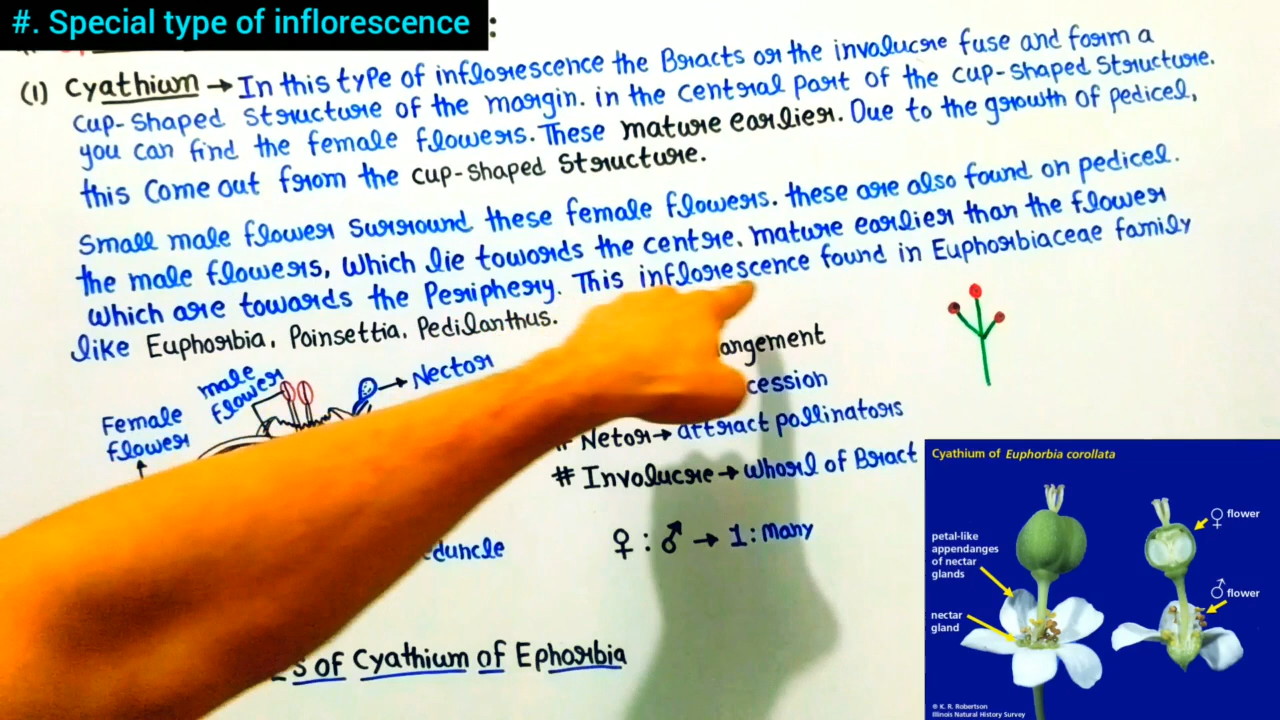 #. Special type of inflorescence :
(1) Cyathium → In this type of inflorescence the Bracts or the involucre fuse and form a
cup-Shaped Structure of the margin. in the central part of the cup-shaped Structure.
you can find the female flowers. These mature earlier. Due to the growth of pedicel,
this Come out from the cup-shaped Structure.
Small male flower surround these female flowers. these are also found on pedicel.
the male flowers, which lie towards the centre. mature earlier than the flower
which are towards the Periphery. This inflorescence found in Euphorbiaceae family
like Euphorbia, Poinsettia, Pedilanthus.
angement
male
flower
Nector
cession
Female
flower
# Netor → attract pollinators
# Involucre → whorl of Bract
♀ : ♂ → 1 : Many
duncle
s of Cyathium of Ephorbia
Cyathium of Euphorbia corollata
♀ flower
petal-like
appendanges
of nectar
glands
♂ flower
nectar
gland
© K. R. Robertson
Illinois Natural History Survey